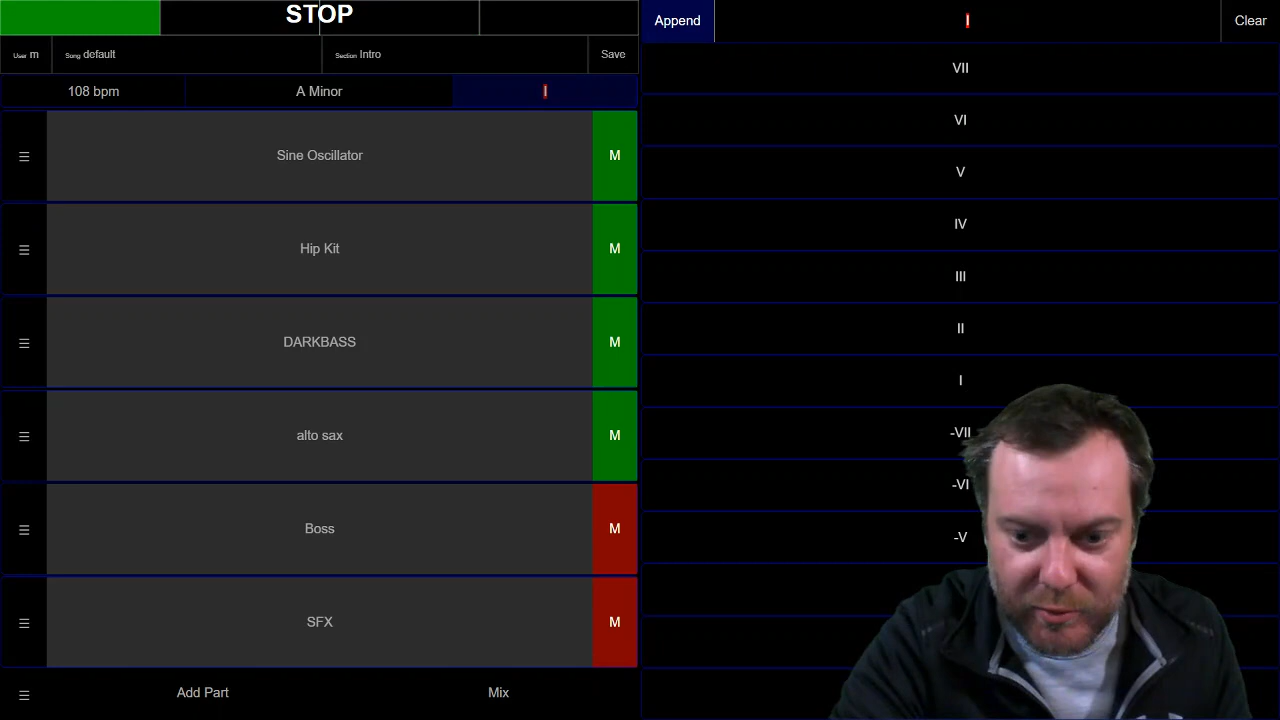 STOP
User m Song default Section Intro Save
108 bpm A Minor I
☰ Sine Oscillator M
☰ Hip Kit M
☰ DARKBASS M
☰ alto sax M
☰ Boss M
☰ SFX M
☰ Add Part Mix
Append I Clear
VII
VI
V
IV
III
II
I
-VII
-VI
-V